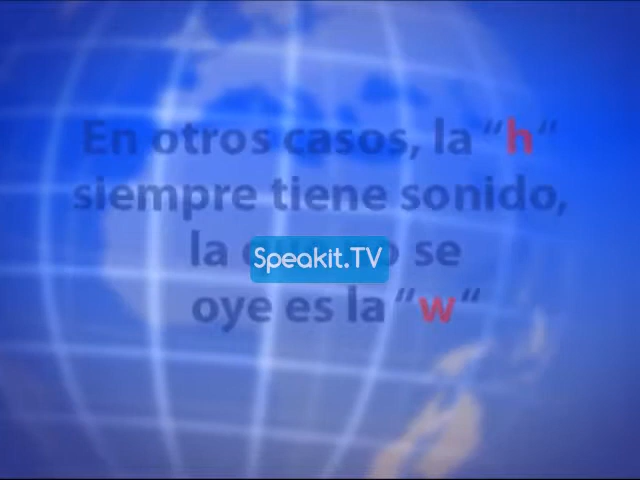 En otros casos, la “h“
siempre tiene sonido,
la se
Speakit.TV
oye es la “w“